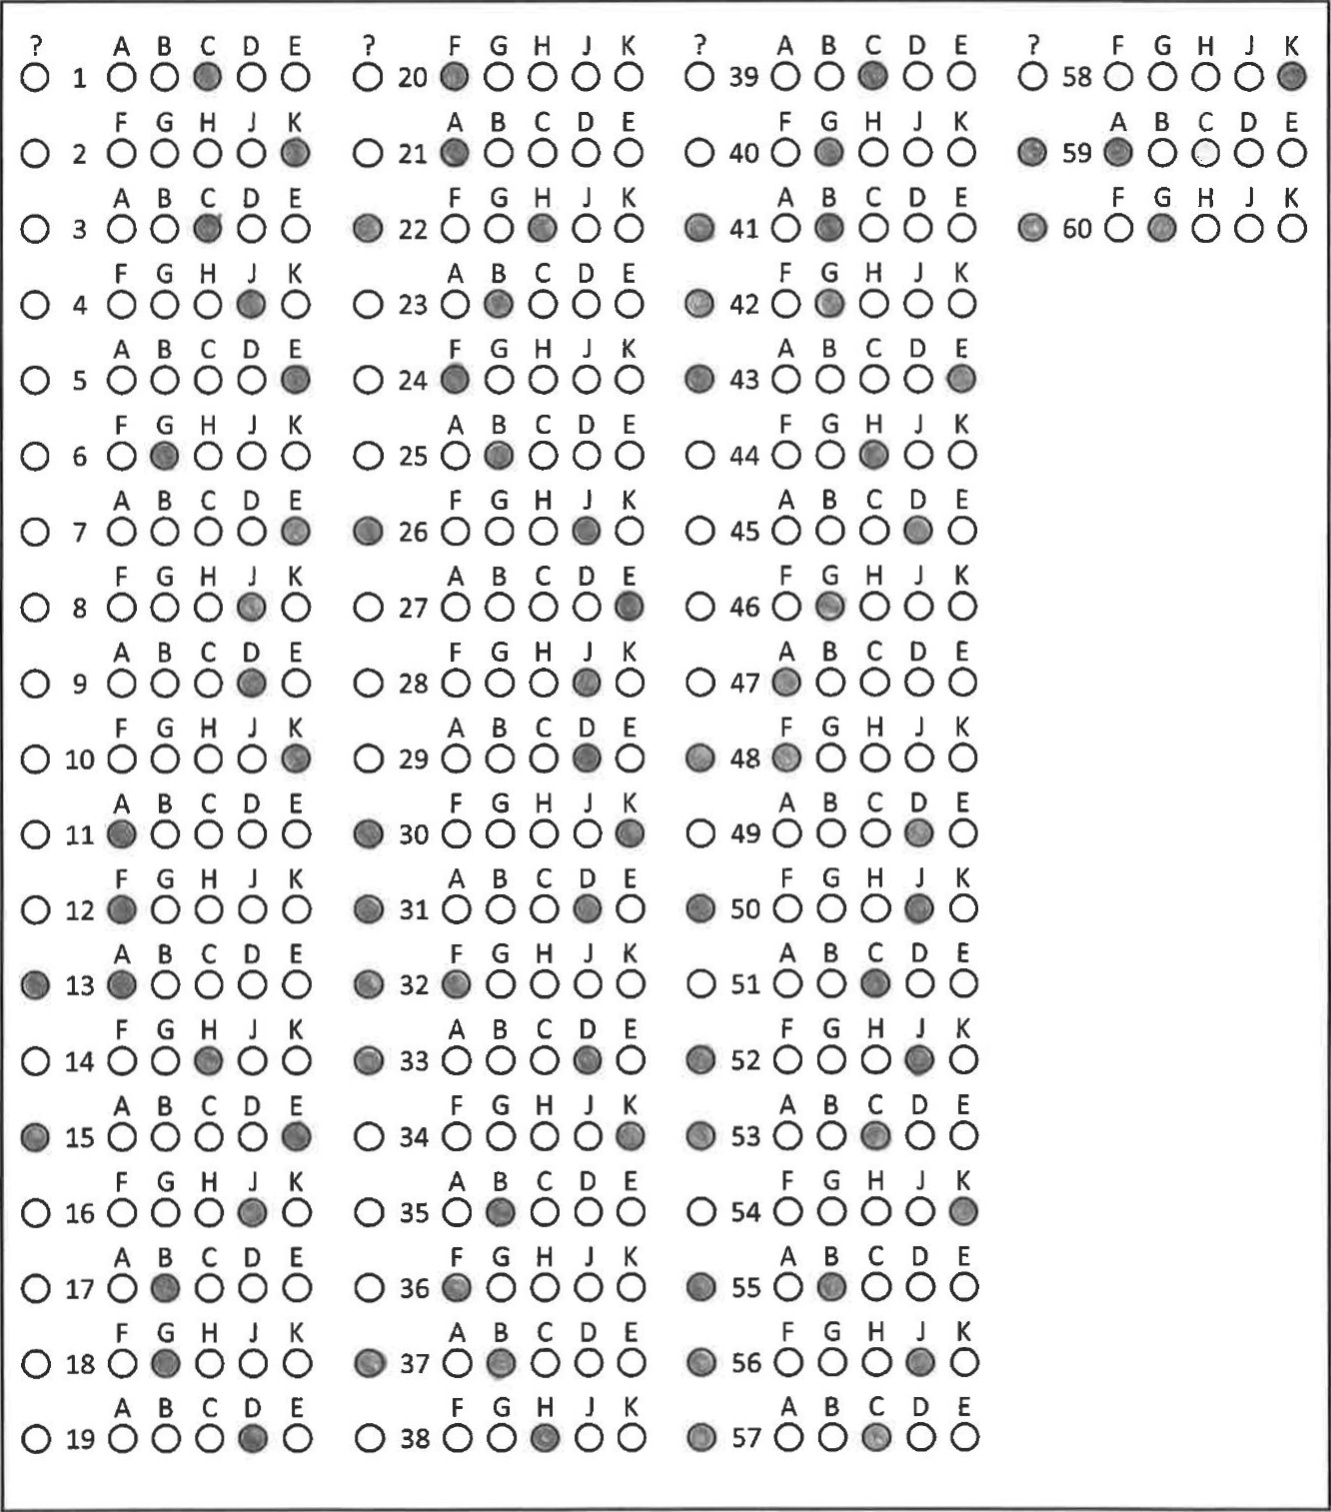 ? A B C D E
1
F G H J K
2
A B C D E
3
F G H J K
4
A B C D E
5
F G H J K
6
A B C D E
7
F G H J K
8
A B C D E
9
F G H J K
10
A B C D E
11
F G H J K
12
A B C D E
13
F G H J K
14
A B C D E
15
F G H J K
16
A B C D E
17
F G H J K
18
A B C D E
19
? F G H J K
20
A B C D E
21
F G H J K
22
A B C D E
23
F G H J K
24
A B C D E
25
F G H J K
26
A B C D E
27
F G H J K
28
A B C D E
29
F G H J K
30
A B C D E
31
F G H J K
32
A B C D E
33
F G H J K
34
A B C D E
35
F G H J K
36
A B C D E
37
F G H J K
38
? A B C D E
39
F G H J K
40
A B C D E
41
F G H J K
42
A B C D E
43
F G H J K
44
A B C D E
45
F G H J K
46
A B C D E
47
F G H J K
48
A B C D E
49
F G H J K
50
A B C D E
51
F G H J K
52
A B C D E
53
F G H J K
54
A B C D E
55
F G H J K
56
A B C D E
57
? F G H J K
58
A B C D E
59
F G H J K
60